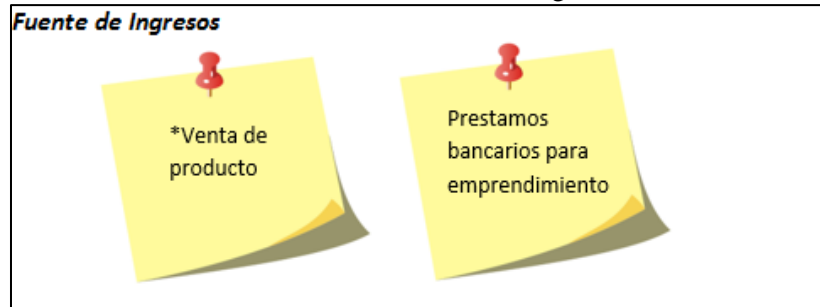 Fuente de Ingresos
*Venta de
producto
Prestamos
bancarios para
emprendimiento